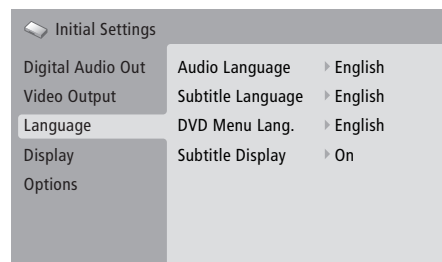 Initial Settings
Digital Audio Out
Video Output
Language
Display
Options
Audio Language English
Subtitle Language English
DVD Menu Lang. English
Subtitle Display On